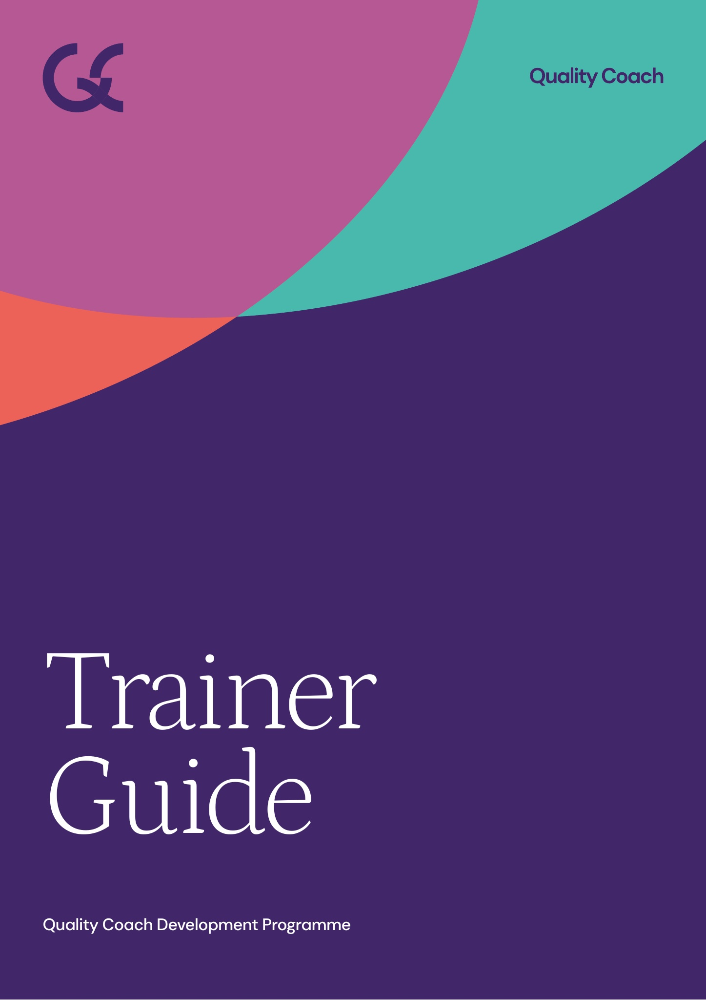 Quality Coach
Trainer
Guide
Quality Coach Development Programme